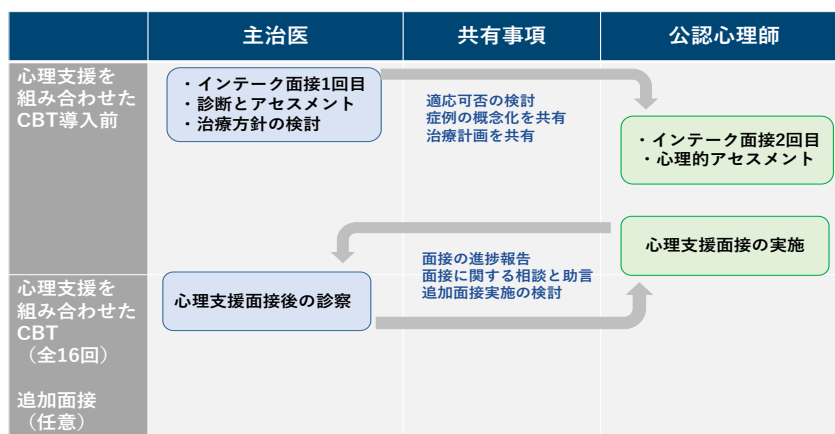 主治医
共有事項
公認心理師
心理支援を
組み合わせた
CBT導入前
・インテーク面接1回目
・診断とアセスメント
・治療方針の検討
適応可否の検討
症例の概念化を共有
治療計画を共有
・インテーク面接2回目
・心理的アセスメント
心理支援面接の実施
面接の進捗報告
面接に関する相談と助言
追加面接実施の検討
心理支援を
組み合わせた
CBT
（全16回）
追加面接
（任意）
心理支援面接後の診察